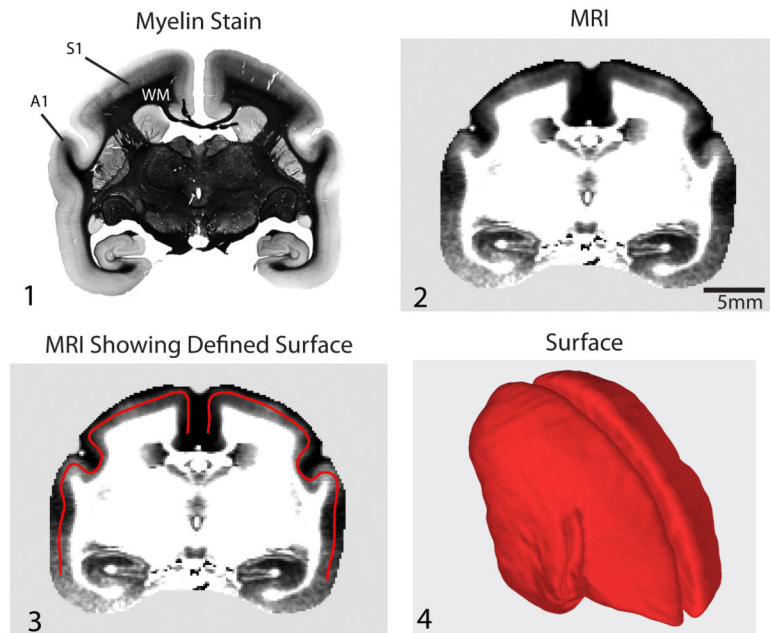 Myelin Stain
MRI
S1
A1
WM
1
2
5mm
MRI Showing Defined Surface
Surface
3
4